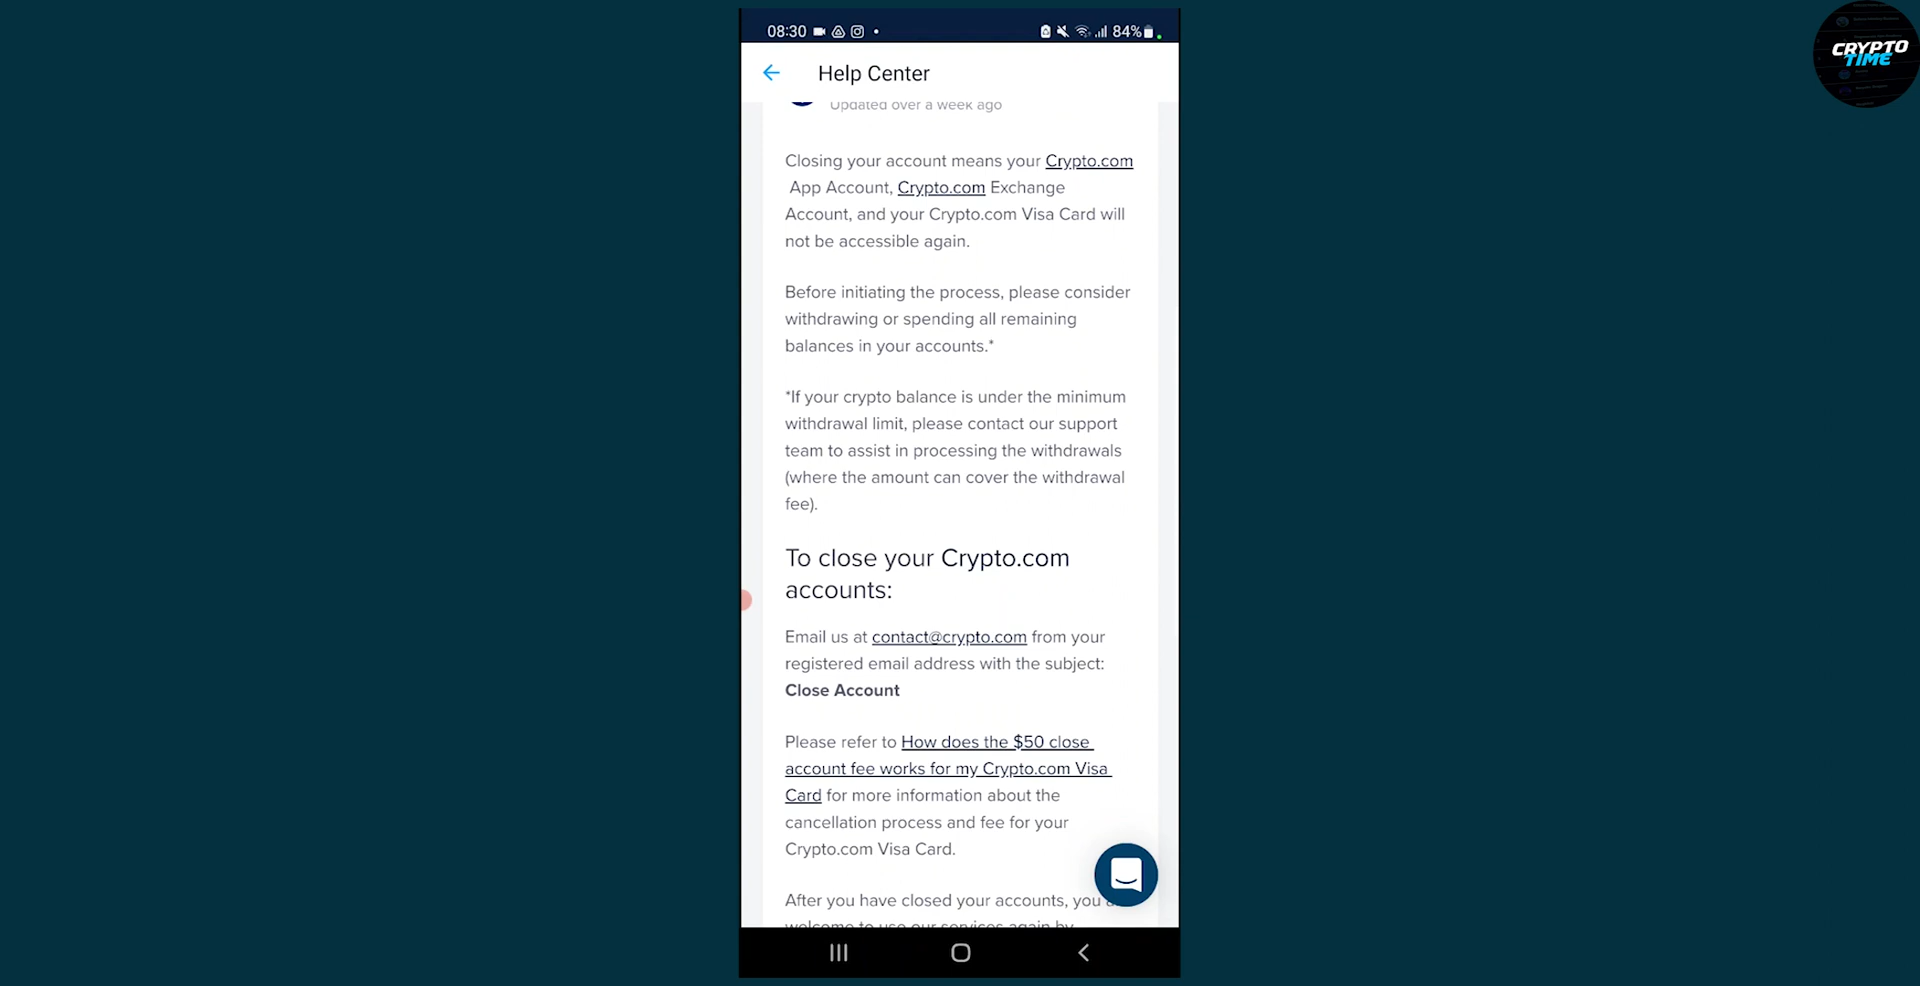 08:30
84%
CRYPTO
TIME
Help Center
Updated over a week ago
Closing your account means your Crypto.com
App Account, Crypto.com Exchange
Account, and your Crypto.com Visa Card will
not be accessible again.
Before initiating the process, please consider
withdrawing or spending all remaining
balances in your accounts.*
*If your crypto balance is under the minimum
withdrawal limit, please contact our support
team to assist in processing the withdrawals
(where the amount can cover the withdrawal
fee).
To close your Crypto.com
accounts:
Email us at contact@crypto.com from your
registered email address with the subject:
Close Account
Please refer to How does the $50 close
account fee works for my Crypto.com Visa
Card for more information about the
cancellation process and fee for your
Crypto.com Visa Card.
After you have closed your accounts, you
welcome to use our services again by